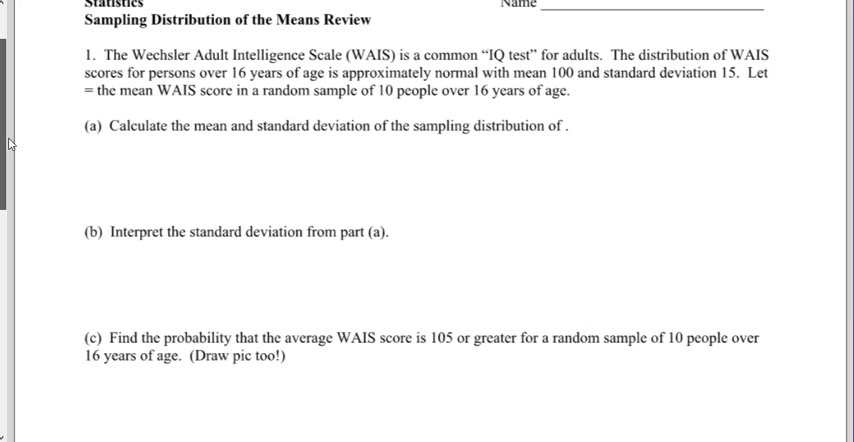 Statistics Name
Sampling Distribution of the Means Review
1. The Wechsler Adult Intelligence Scale (WAIS) is a common “IQ test” for adults. The distribution of WAIS
scores for persons over 16 years of age is approximately normal with mean 100 and standard deviation 15. Let
= the mean WAIS score in a random sample of 10 people over 16 years of age.
(a) Calculate the mean and standard deviation of the sampling distribution of .
(b) Interpret the standard deviation from part (a).
(c) Find the probability that the average WAIS score is 105 or greater for a random sample of 10 people over
16 years of age. (Draw pic too!)